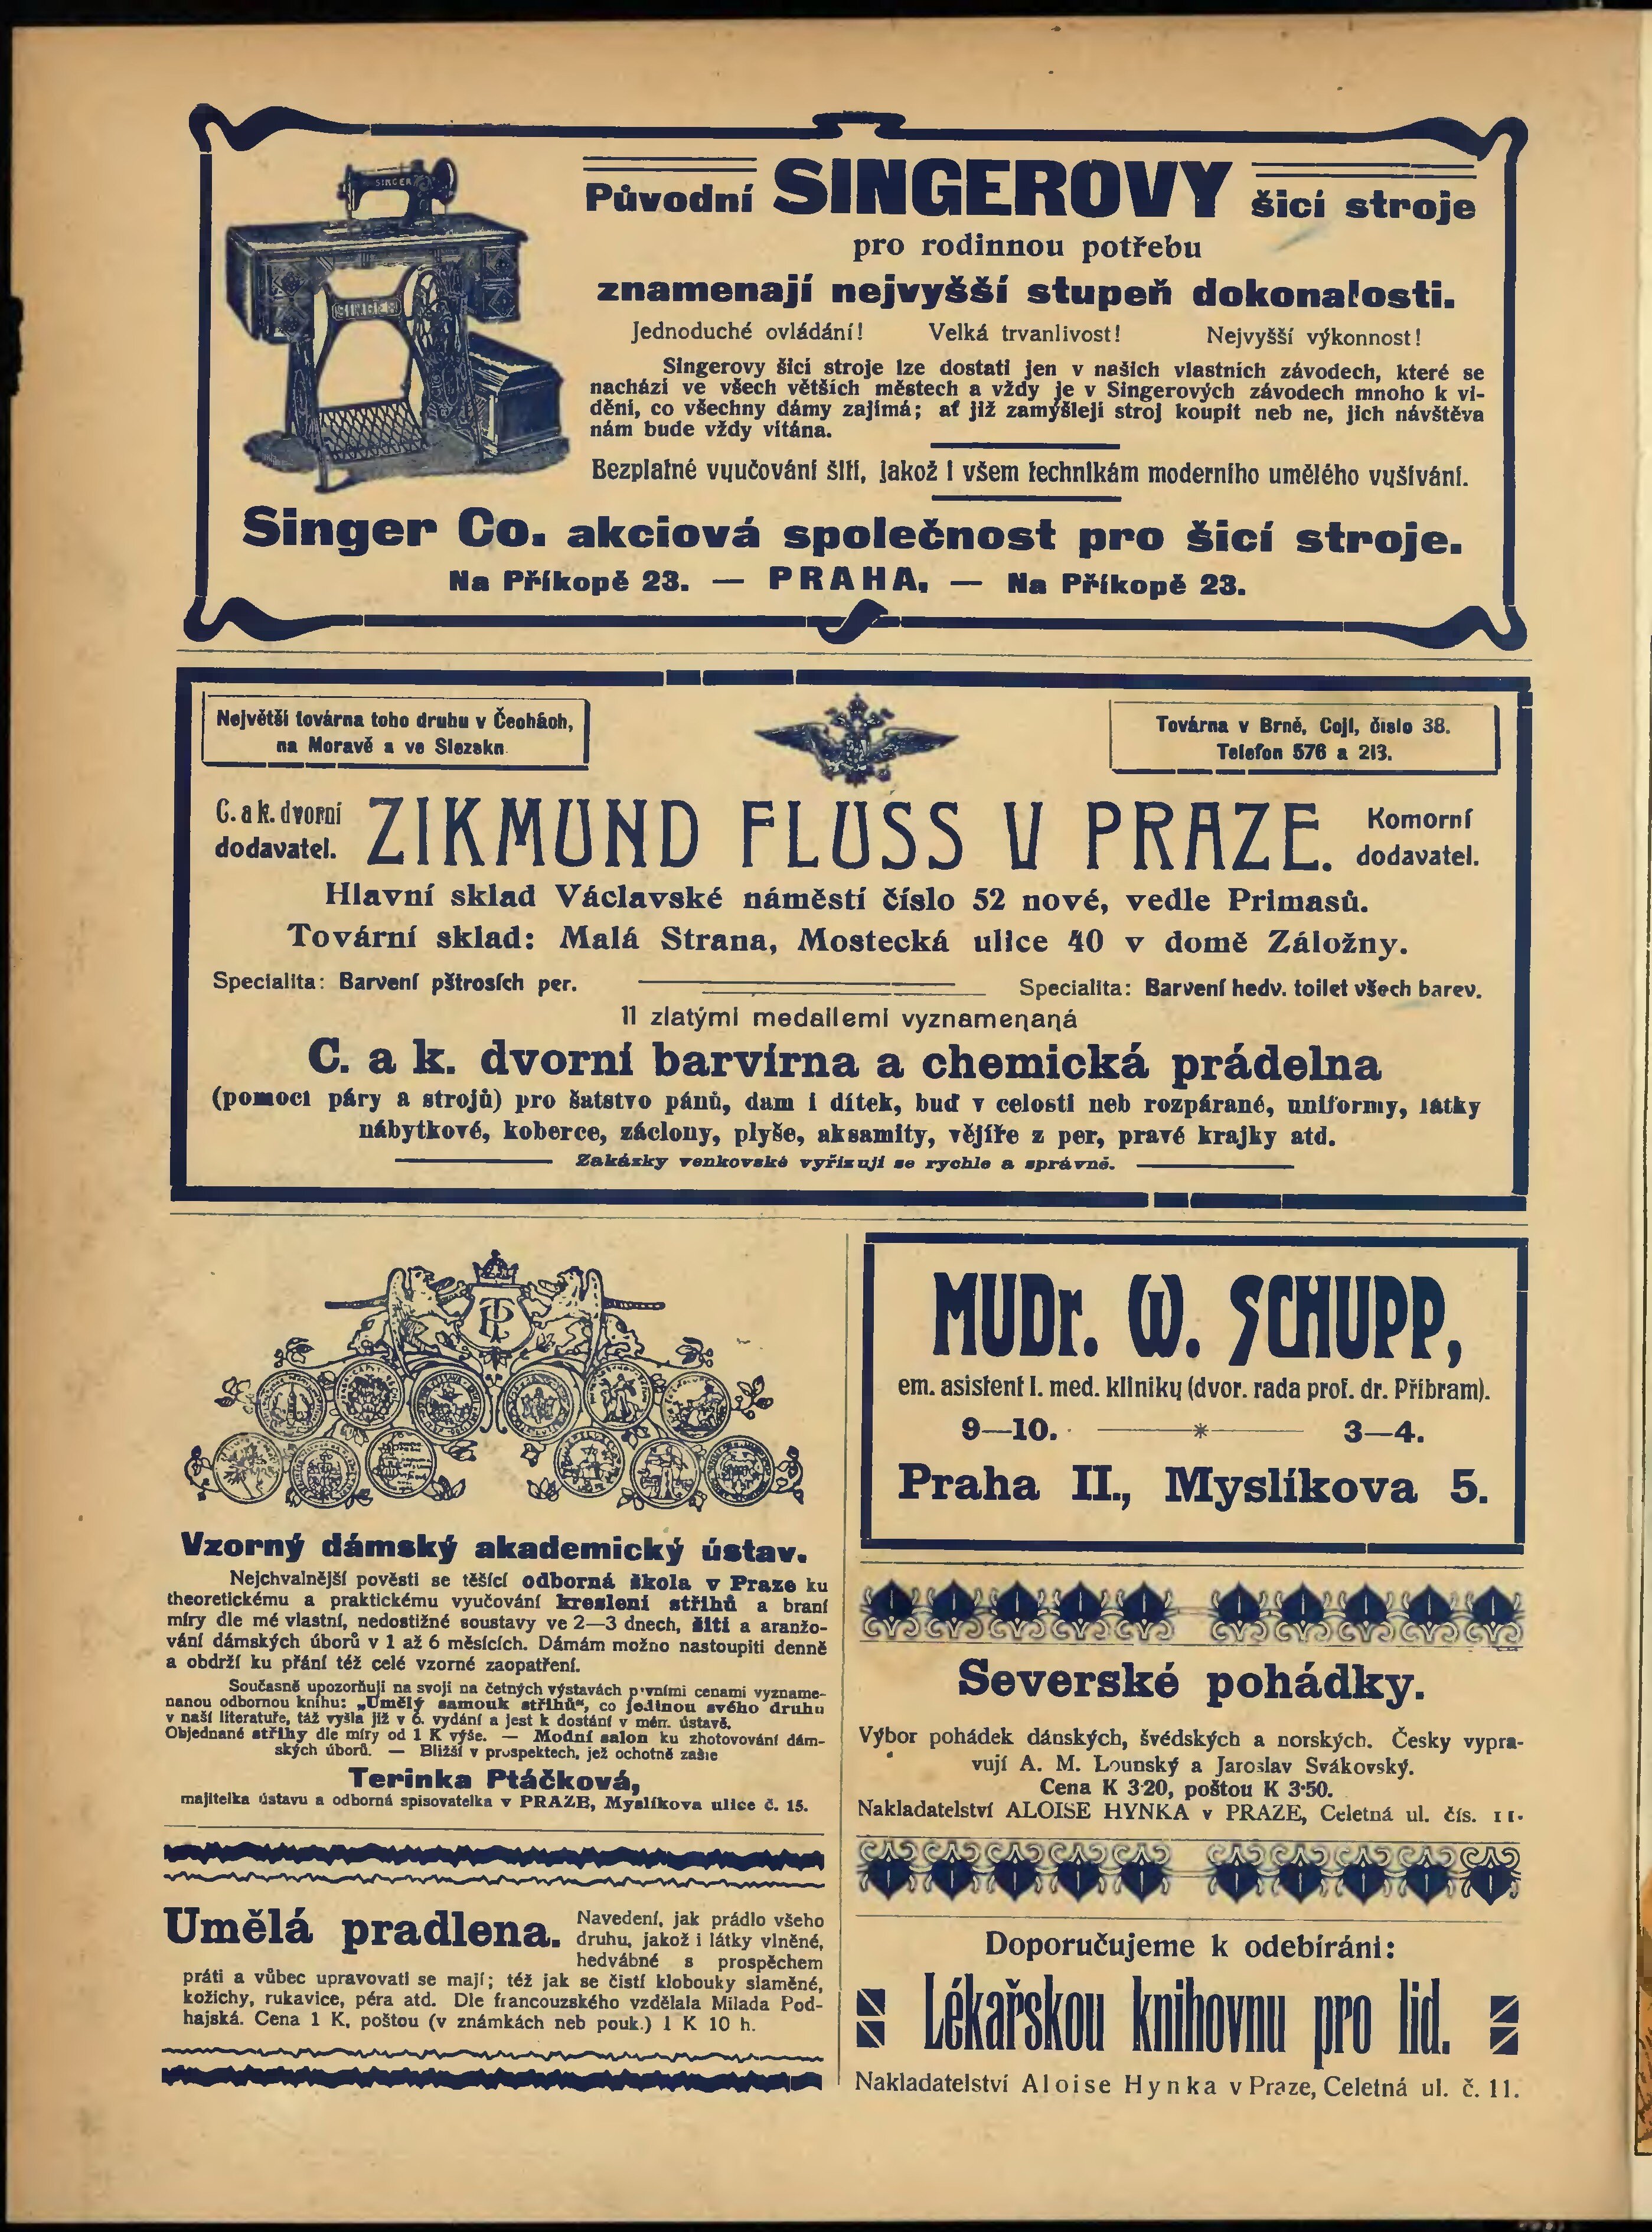 SINGER
SINGER
Původní SINGEROVY šicí stroje
pro rodinnou potřebu
znamenají nejvyšší stupeň dokonalosti.
Jednoduché ovládání! Velká trvanlivost! Nejvyšší výkonnost!
Singerovy šicí stroje lze dostati jen v našich vlastních závodech, které se
nachází ve všech větších městech a vždy je v Singerových závodech mnoho k vi-
dění, co všechny dámy zajímá; ať již zamýšlejí stroj koupit neb ne, jich návštěva
nám bude vždy vítána.
Bezplatné vyučování šití, jakož i všem technikám moderního umělého vyšívání.
Singer Co. akciová společnost pro šicí stroje.
Na Příkopě 23. — PRAHA, — Na Příkopě 23.
Největší továrna toho druhu v Čechách,
na Moravě a ve Slezsku.
Továrna v Brně, Cejl, číslo 38.
Telefon 576 a 213.
C. a k. dvorní
dodavatel.
ZIKMUND FLUSS V PRAZE.
Komorní
dodavatel.
Hlavní sklad Václavské náměstí číslo 52 nové, vedle Primasů.
Tovární sklad: Malá Strana, Mostecká ulice 40 v domě Záložny.
Specialita: Barvení pštrosích per. Specialita: Barvení hedv. toilet všech barev.
11 zlatými medailemi vyznamenaná
C. a k. dvorní barvírna a chemická prádelna
(pomocí páry a strojů) pro šatstvo pánů, dam i dítek, buď v celosti neb rozpárané, uniformy, látky
nábytkové, koberce, záclony, plyše, aksamity, vějíře z per, pravé krajky atd.
Zakázky venkovské vyřizují se rychle a správně.
Vzorný dámský akademický ústav.
Nejchvalnější pověsti se těšící odborná škola v Praze ku
theoretickému a praktickému vyučování kreslení střihů a braní
míry dle mé vlastní, nedostižné soustavy ve 2—3 dnech, šití a aranžo-
vání dámských úborů v 1 až 6 měsících. Dámám možno nastoupiti denně
a obdrží ku přání též celé vzorné zaopatření.
Současně upozorňuji na svoji na četných výstavách prvními cenami vyzname-
nanou odbornou knihu: „Umělý samouk střihů“, co jedinou svého druhu
v naší literatuře, táž vyšla již v 6. vydání a jest k dostání v mém ústavě.
Objednané střihy dle míry od 1 K výše. — Modní salon ku zhotovování dám-
ských úborů. — Bližší v prospektech, jež ochotně zašle
Terinka Ptáčková,
majitelka ústavu a odborná spisovatelka v PRAZE, Myslíkova ulice č. 15.
Umělá pradlena. Navedení, jak prádlo všeho
druhu, jakož i látky vlněné,
hedvábné s prospěchem
práti a vůbec upravovati se mají; též jak se čistí klobouky slaměné,
kožichy, rukavice, péra atd. Dle francouzského vzdělala Milada Pod-
hajská. Cena 1 K, poštou (v známkách neb pouk.) 1 K 10 h.
MUDr. W. SCHUPP,
em. asistent I. med. kliniky (dvor. rada prof. dr. Příbram).
9—10. 3—4.
Praha II., Myslíkova 5.
Severské pohádky.
Výbor pohádek dánských, švédských a norských. Česky vypra-
vují A. M. Lounský a Jaroslav Svákovský.
Cena K 3·20, poštou K 3·50.
Nakladatelství ALOISE HYNKA v PRAZE, Celetná ul. čís. 11.
Doporučujeme k odebírání:
Lékařskou knihovnu pro lid.
Nakladatelství Aloise Hynka v Praze, Celetná ul. č. 11.